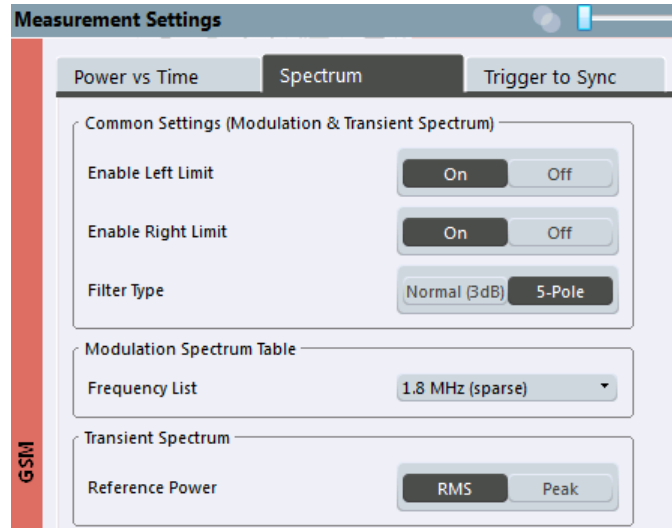 Measurement Settings
Power vs Time Spectrum Trigger to Sync
Common Settings (Modulation & Transient Spectrum)
Enable Left Limit On Off
Enable Right Limit On Off
Filter Type Normal (3dB) 5-Pole
Modulation Spectrum Table
Frequency List 1.8 MHz (sparse)
Transient Spectrum
Reference Power RMS Peak
GSM